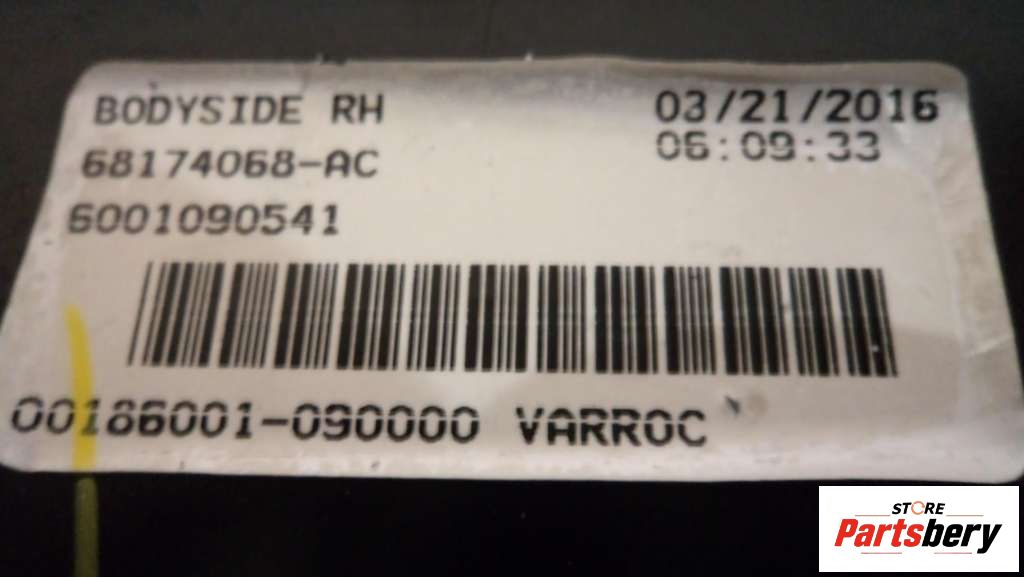 BODYSIDE RH 03/21/2016
68174068-AC 06:09:33
6001090541
00186001-090000 VARROC
STORE
Partsbery